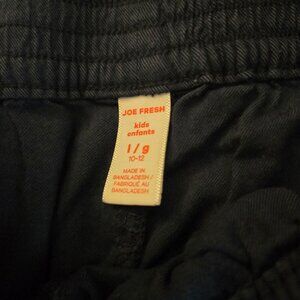 JOE FRESH
kids
enfants
l/g
10-12
MADE IN
BANGLADESH /
FABRIQUÉ AU
BANGLADESH